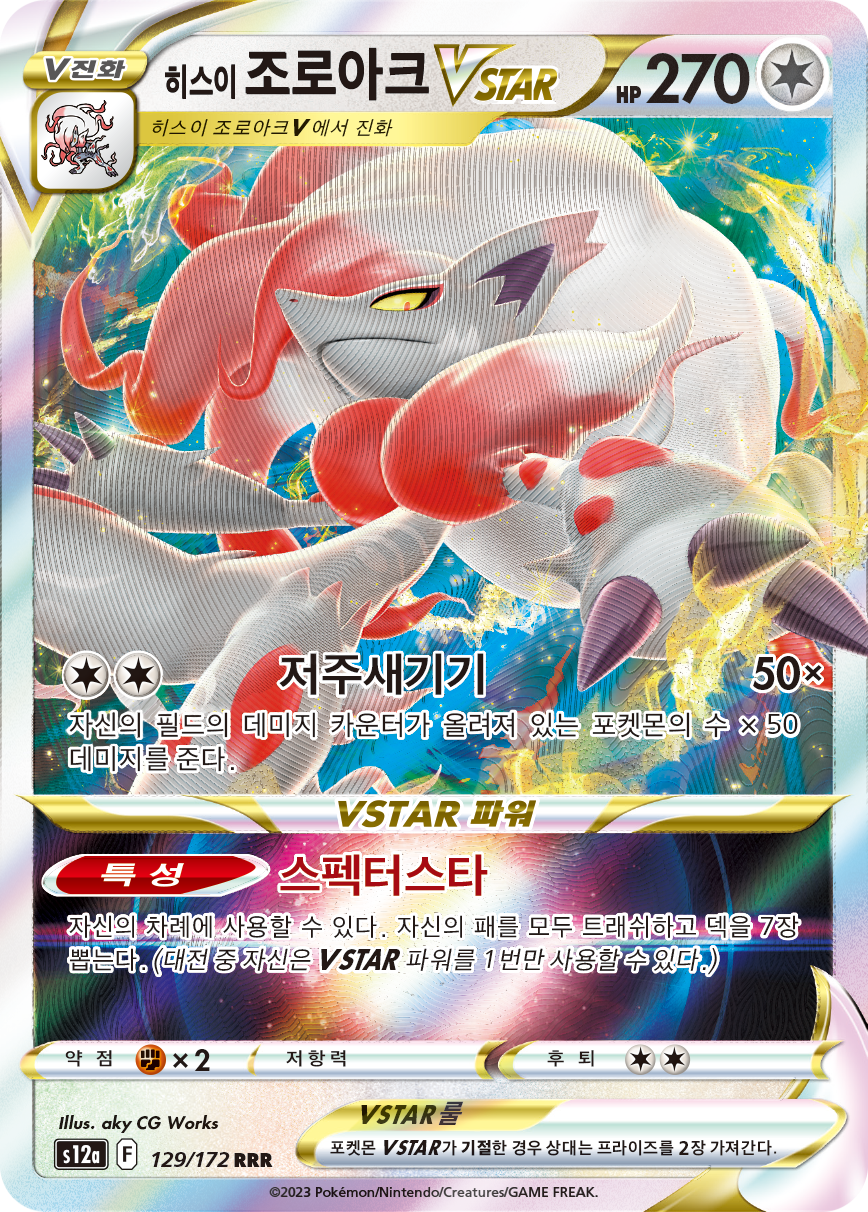 V진화
히스이 조로아크 VSTAR HP 270
히스이 조로아크V에서 진화
저주새기기 50×
자신의 필드의 데미지 카운터가 올려져 있는 포켓몬의 수 × 50
데미지를 준다.
VSTAR 파워
특성 스펙터스타
자신의 차례에 사용할 수 있다. 자신의 패를 모두 트래쉬하고 덱을 7장
뽑는다. (대전 중 자신은 VSTAR 파워를 1번만 사용할 수 있다.)
약점 ×2 저항력 후퇴
Illus. aky CG Works
VSTAR룰
포켓몬 VSTAR가 기절한 경우 상대는 프라이즈를 2장 가져간다.
s12a F 129/172 RRR
©2023 Pokémon/Nintendo/Creatures/GAME FREAK.